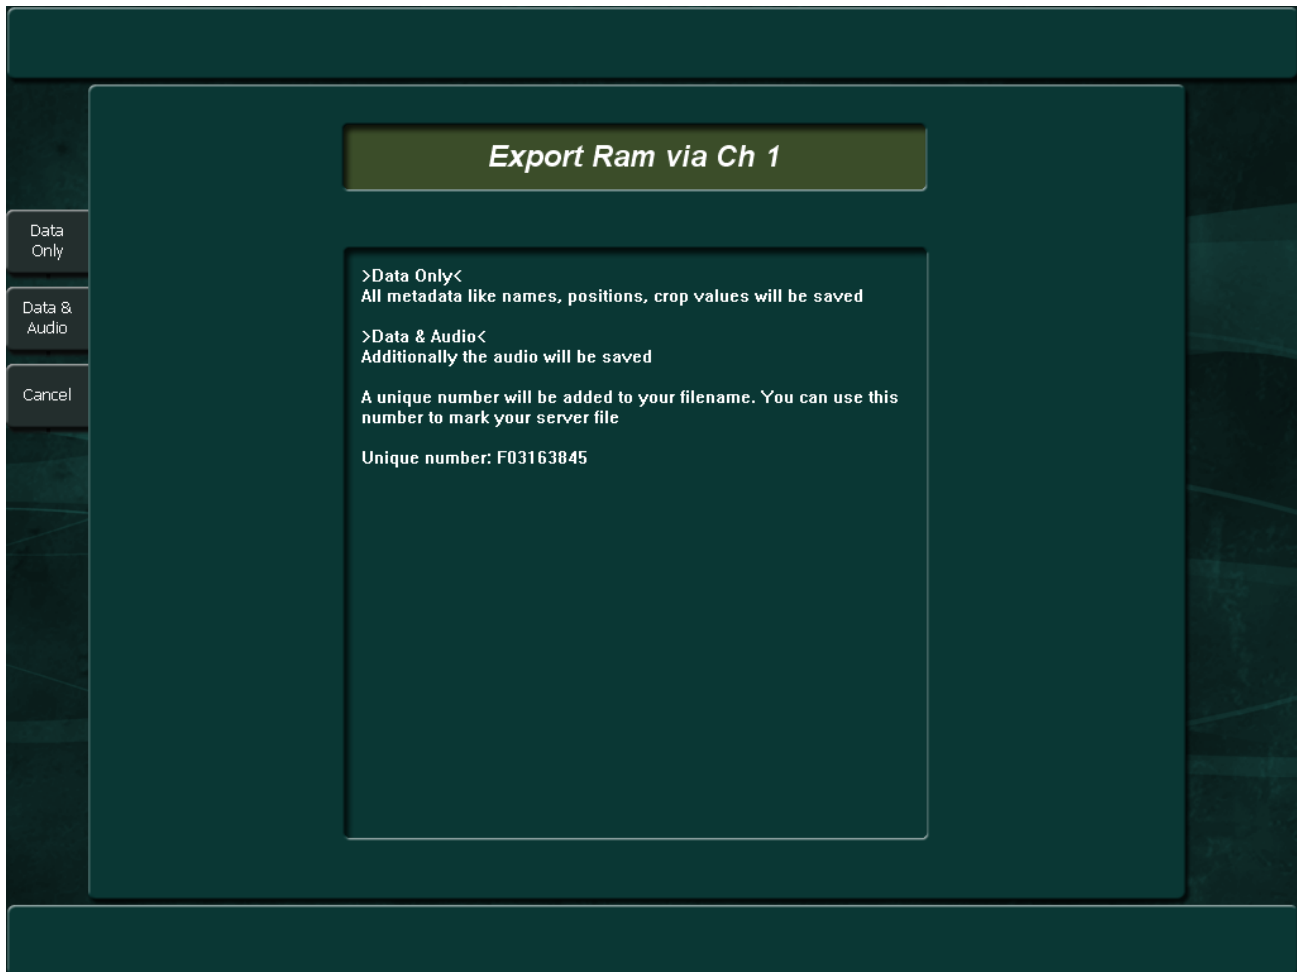 Export Ram via Ch 1
Data
Only
Data &
Audio
Cancel
>Data Only<
All metadata like names, positions, crop values will be saved
>Data & Audio<
Additionally the audio will be saved
A unique number will be added to your filename. You can use this
number to mark your server file
Unique number: F03163845